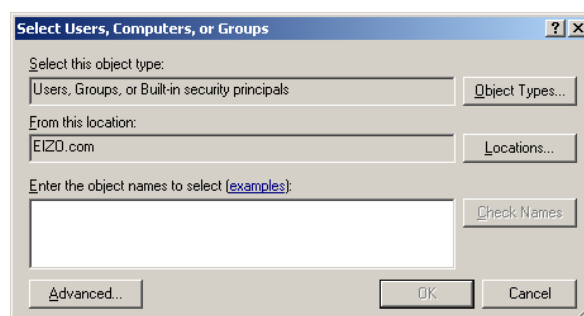 Select Users, Computers, or Groups
Select this object type:
Users, Groups, or Built-in security principals
Object Types...
From this location:
EIZO.com
Locations...
Enter the object names to select (examples):
Check Names
Advanced...
OK
Cancel